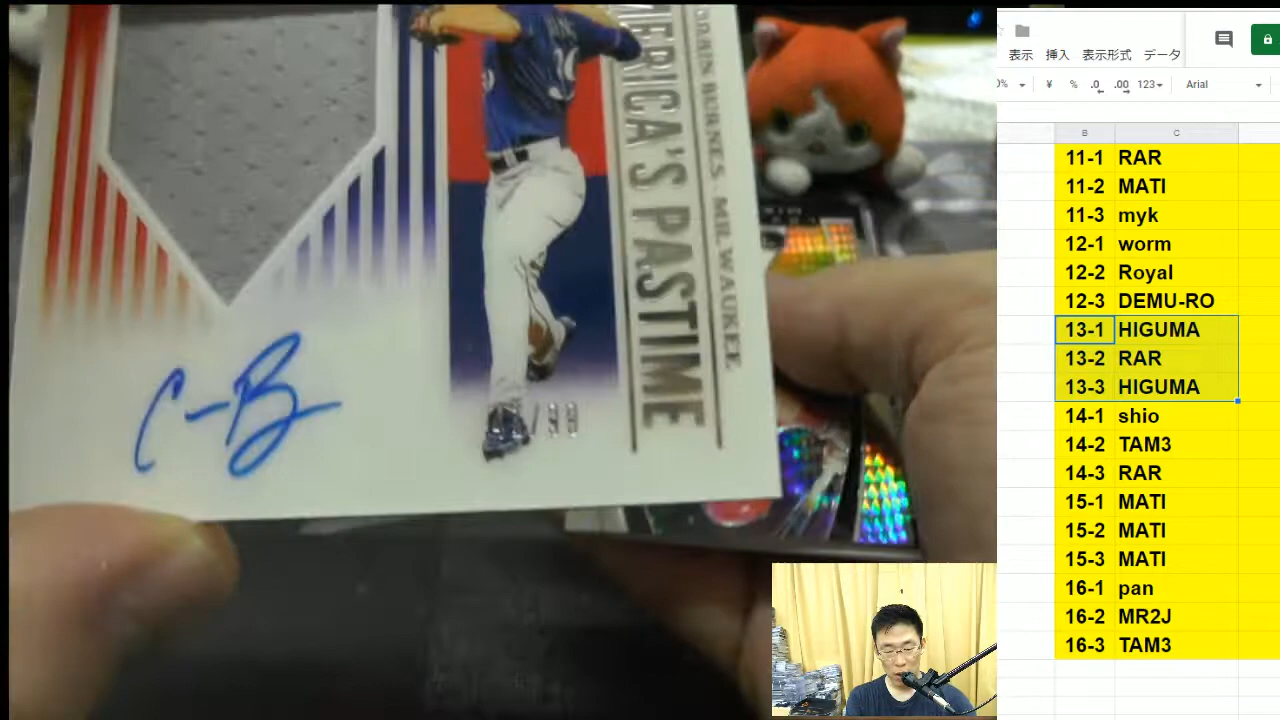 AMERICA'S PASTIME
CORBIN BURNES - MILWAUKEE
C-B
/99
表示 挿入 表示形式 データ
0% ¥ % .0 .00 123 Arial
B C
11-1 RAR
11-2 MATI
11-3 myk
12-1 worm
12-2 Royal
12-3 DEMU-RO
13-1 HIGUMA
13-2 RAR
13-3 HIGUMA
14-1 shio
14-2 TAM3
14-3 RAR
15-1 MATI
15-2 MATI
15-3 MATI
16-1 pan
16-2 MR2J
16-3 TAM3